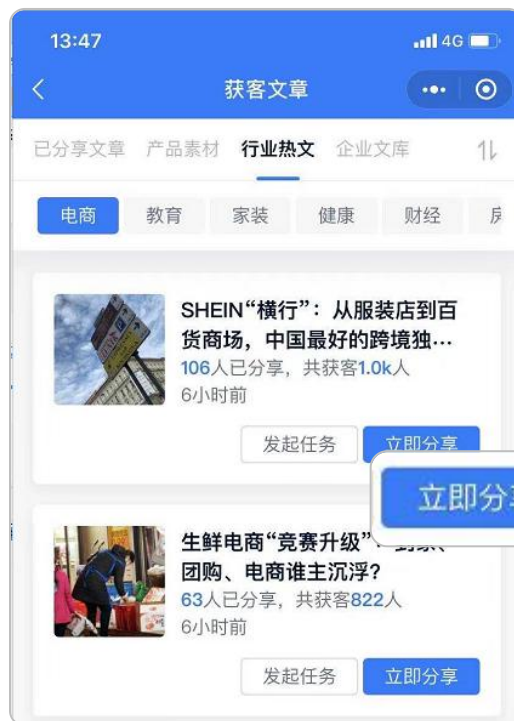 13:47
4G
获客文章
已分享文章 产品素材 行业热文 企业文库
电商 教育 家装 健康 财经
SHEIN“横行”：从服装店到百
货商场，中国最好的跨境独...
106人已分享，共获客1.0k人
6小时前
发起任务 立即分享
立即分
生鲜电商“竞赛升级”：到家、
团购、电商谁主沉浮？
63人已分享，共获客822人
6小时前
发起任务 立即分享